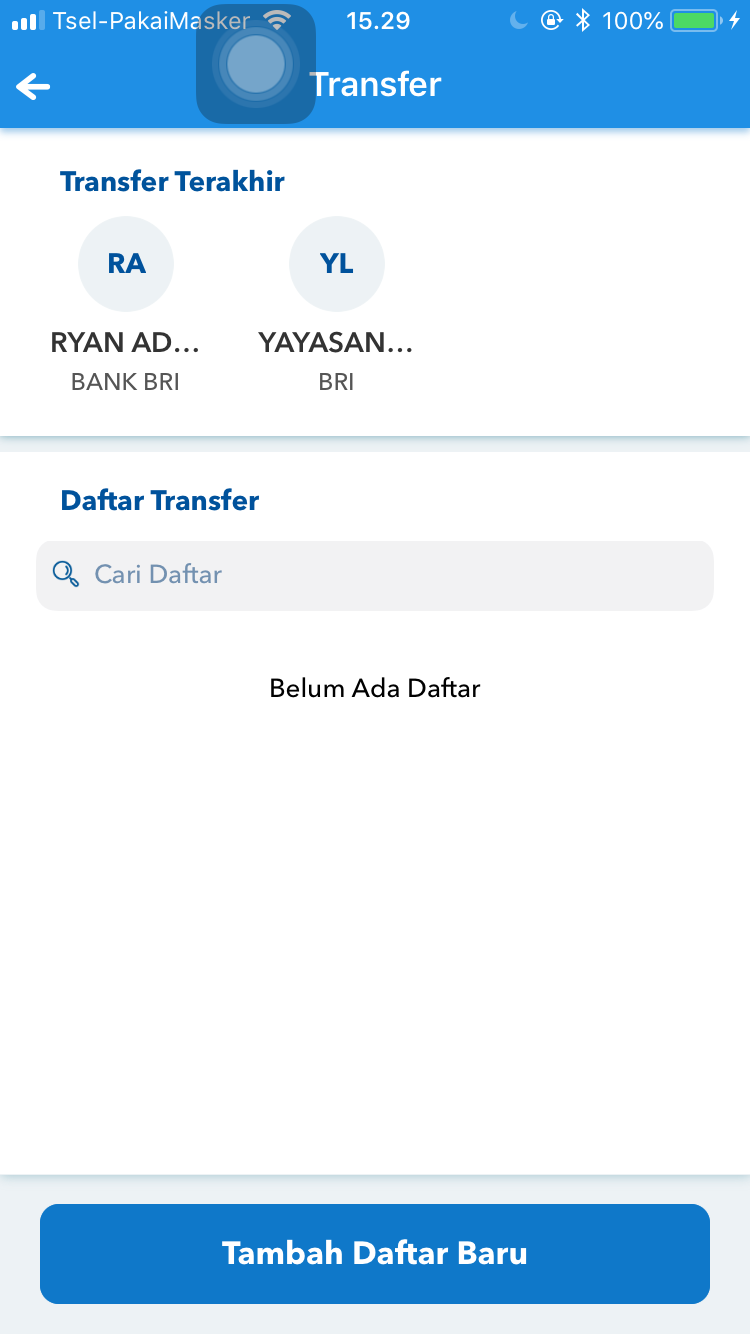 Tsel-PakaiMasker 15.29 100%
Transfer
Transfer Terakhir
RA YL
RYAN AD... YAYASAN...
BANK BRI BRI
Daftar Transfer
Cari Daftar
Belum Ada Daftar
Tambah Daftar Baru